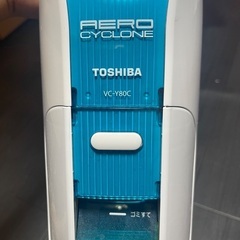 AERO
CYCLONE
TOSHIBA
VC-Y80C
ゴミすて